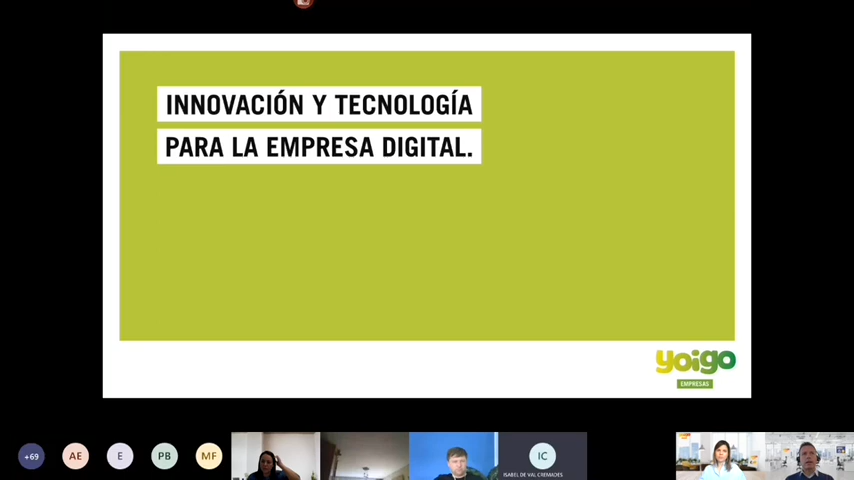 INNOVACIÓN Y TECNOLOGÍA
PARA LA EMPRESA DIGITAL.
yoigo
EMPRESAS
+69
AE
E
PB
MF
IC
ISABEL DE VAL CREMADES